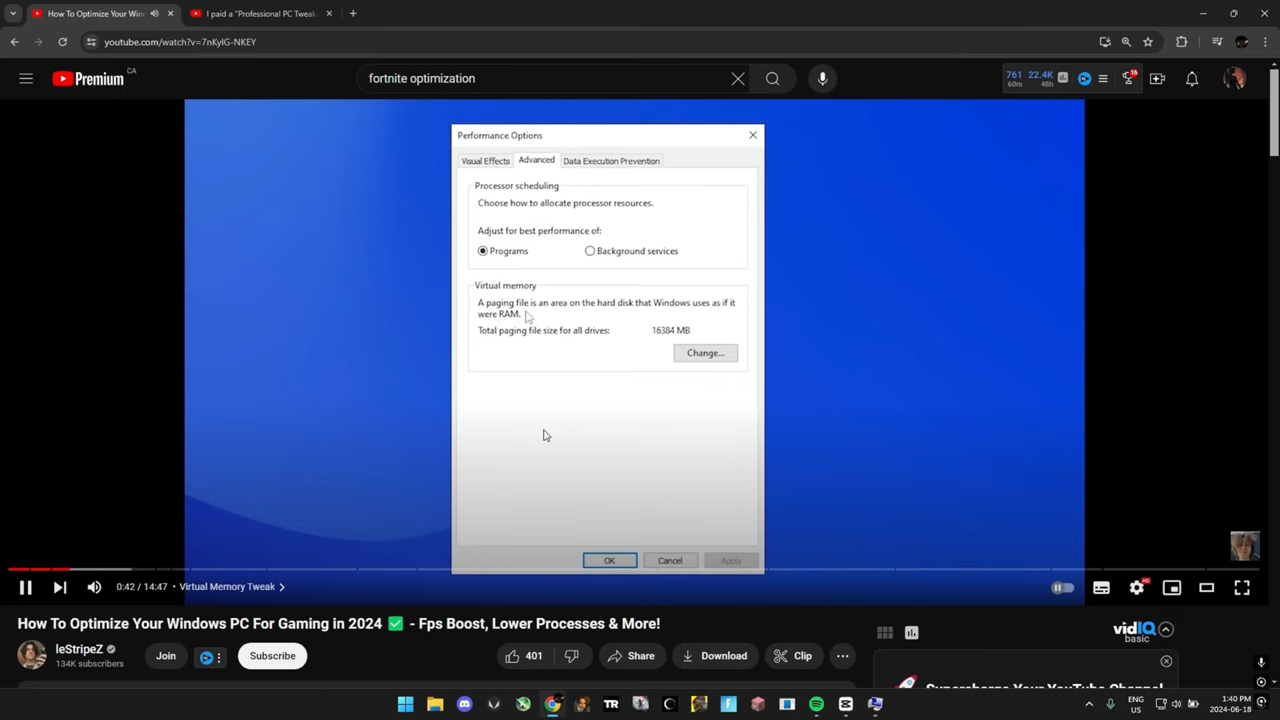 How To Optimize Your Win
I paid a "Professional PC Tweak
youtube.com/watch?v=7nKyIG-NKEY
Premium CA
fortnite optimization
761 22.4K
60m 48h
16
Performance Options
Visual Effects Advanced Data Execution Prevention
Processor scheduling
Choose how to allocate processor resources.
Adjust for best performance of:
Programs Background services
Virtual memory
A paging file is an area on the hard disk that Windows uses as if it
were RAM.
Total paging file size for all drives: 16384 MB
Change...
OK Cancel Apply
0:42 / 14:47 • Virtual Memory Tweak
HD
How To Optimize Your Windows PC For Gaming in 2024 ✅ - Fps Boost, Lower Processes & More!
vidIQ
basic
leStripeZ
134K subscribers
Join
Subscribe
401
Share
Download
Clip
Supercharge Your YouTube Channel
TR
ENG
US
1:40 PM
2024-06-18